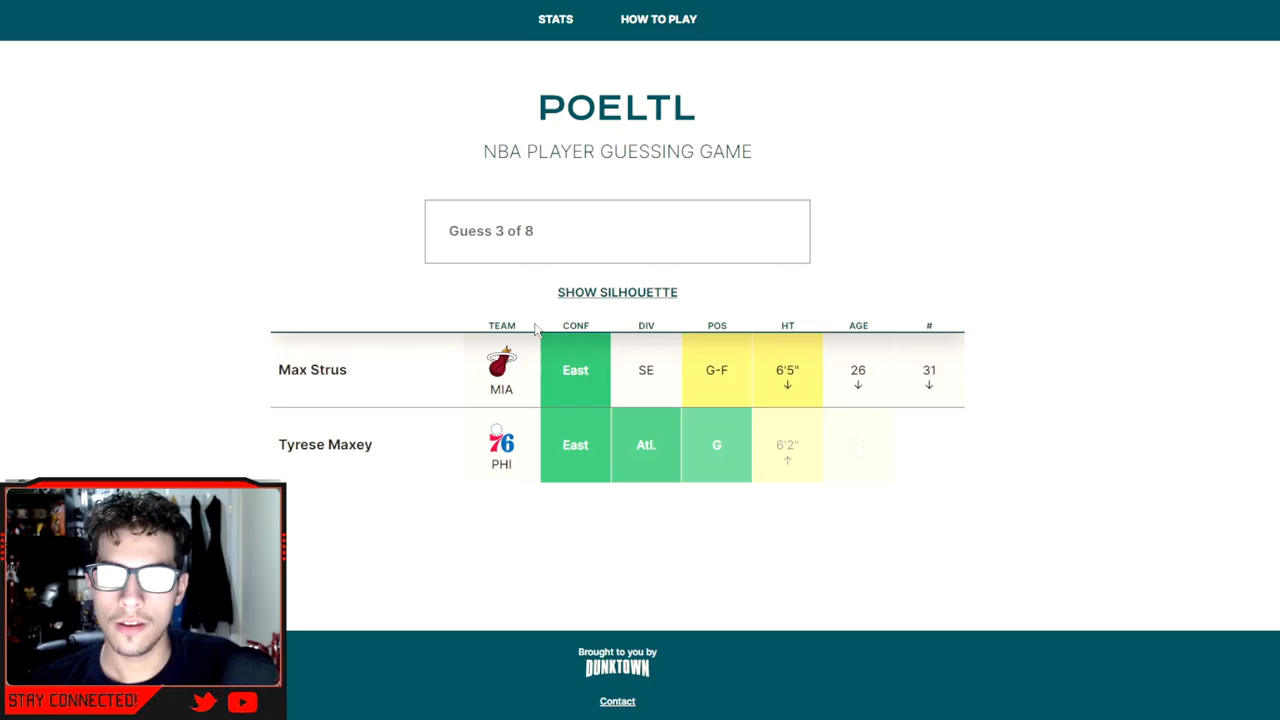 STATS HOW TO PLAY
POELTL
NBA PLAYER GUESSING GAME
Guess 3 of 8
SHOW SILHOUETTE
TEAM CONF DIV POS HT AGE #
Max Strus MIA East SE G-F 6'5" ↓ 26 ↓ 31 ↓
Tyrese Maxey 76 PHI East Atl. G 6'2" ↑
STAY CONNECTED!
Brought to you by
DUNKTOWN
Contact